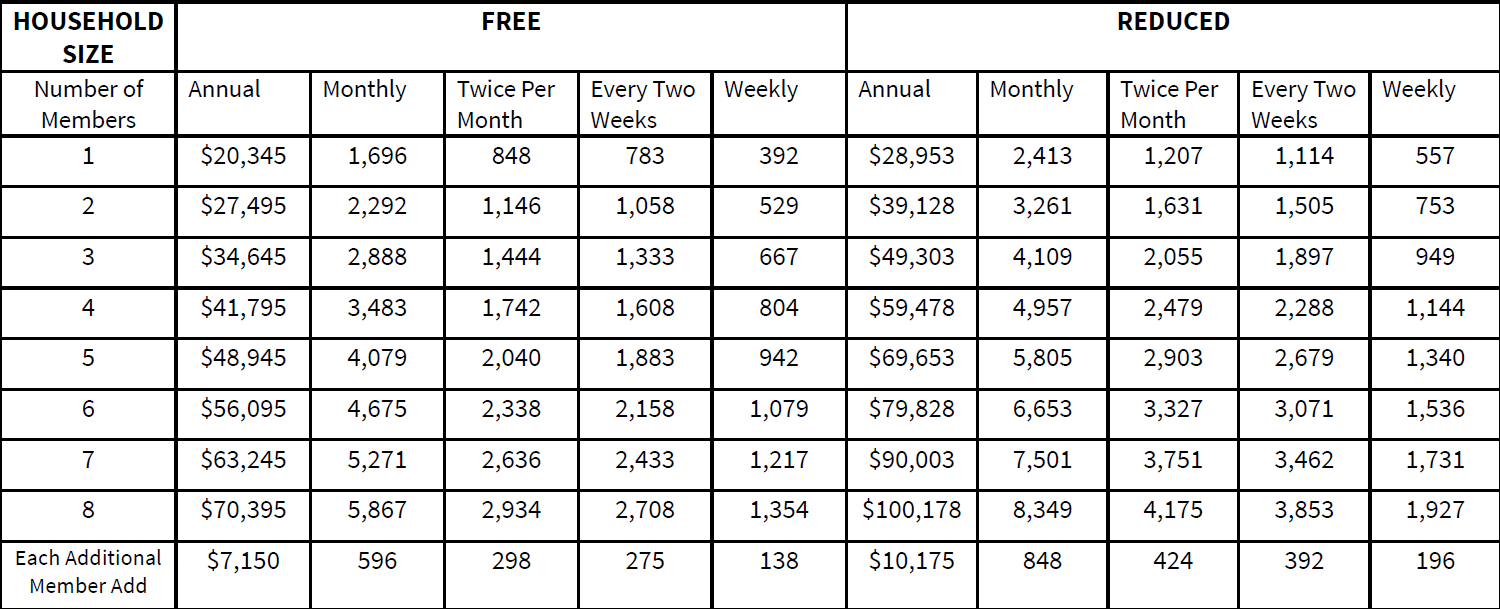 HOUSEHOLD SIZE FREE REDUCED
Number of Members Annual Monthly Twice Per Month Every Two Weeks Weekly Annual Monthly Twice Per Month Every Two Weeks Weekly
1 $20,345 1,696 848 783 392 $28,953 2,413 1,207 1,114 557
2 $27,495 2,292 1,146 1,058 529 $39,128 3,261 1,631 1,505 753
3 $34,645 2,888 1,444 1,333 667 $49,303 4,109 2,055 1,897 949
4 $41,795 3,483 1,742 1,608 804 $59,478 4,957 2,479 2,288 1,144
5 $48,945 4,079 2,040 1,883 942 $69,653 5,805 2,903 2,679 1,340
6 $56,095 4,675 2,338 2,158 1,079 $79,828 6,653 3,327 3,071 1,536
7 $63,245 5,271 2,636 2,433 1,217 $90,003 7,501 3,751 3,462 1,731
8 $70,395 5,867 2,934 2,708 1,354 $100,178 8,349 4,175 3,853 1,927
Each Additional Member Add $7,150 596 298 275 138 $10,175 848 424 392 196